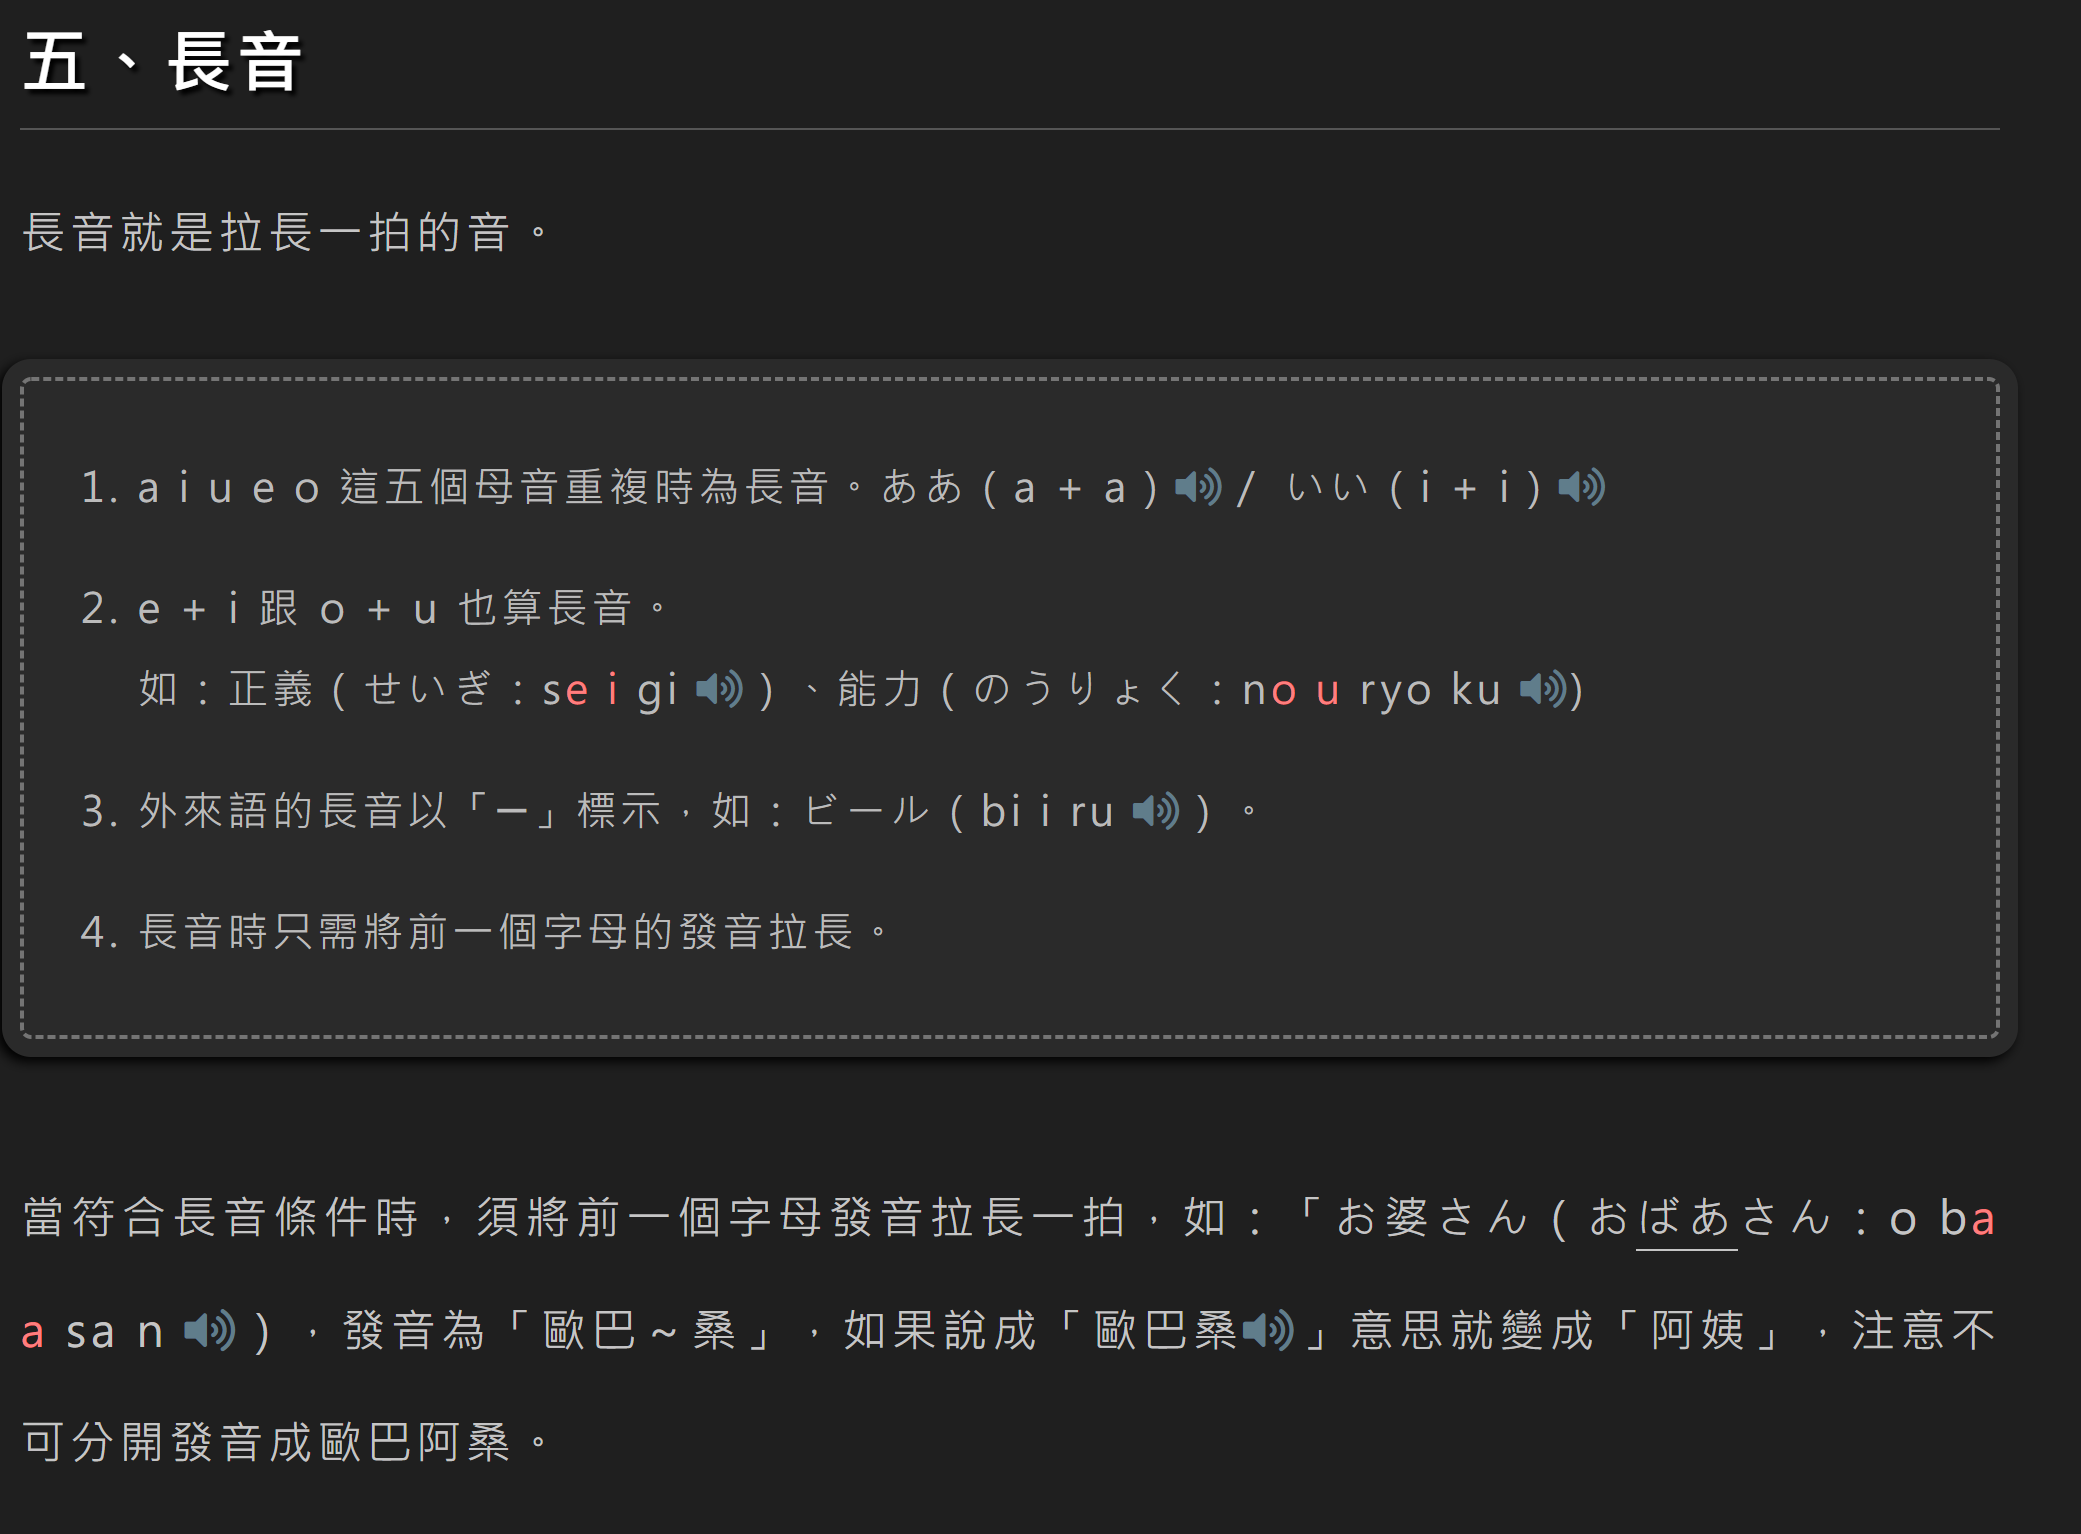 五、長音
長音就是拉長一拍的音。
1. a i u e o 這五個母音重複時為長音。ああ ( a + a ) / いい ( i + i )
2. e + i 跟 o + u 也算長音。
如：正義 ( せいぎ：se i gi ) 、能力 ( のうりょく：no u ryo ku )
3. 外來語的長音以「ー」標示，如：ビール ( bi i ru ) 。
4. 長音時只需將前一個字母的發音拉長。
當符合長音條件時，須將前一個字母發音拉長一拍，如：「お婆さん ( おばあさん：o ba
a sa n ) ，發音為「歐巴~桑」，如果說成「歐巴桑」意思就變成「阿姨」，注意不
可分開發音成歐巴阿桑。